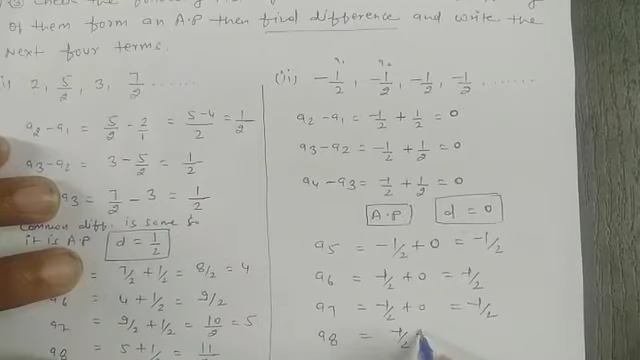 of them form an A.P then find difference and write the
Next four terms.
i) 2, 5/2, 3, 7/2 ......
a2-a1 = 5/2 - 2/1 = 5-4/2 = 1/2
a3-a2 = 3-5/2 = 1/2
a3 = 7/2 - 3 = 1/2
Common diff. is same so
it is A.P d = 1/2
= 7/2 + 1/2 = 8/2 = 4
a6 = 4 + 1/2 = 9/2
a7 = 9/2 + 1/2 = 10/2 = 5
a8 = 5 + 1/2 = 11
a1 a2
(ii) -1/2, -1/2, -1/2, -1/2 .......
a2-a1 = -1/2 + 1/2 = 0
a3-a2 = -1/2 + 1/2 = 0
a4-a3 = -1/2 + 1/2 = 0
A.P d = 0
a5 = -1/2 + 0 = -1/2
a6 = -1/2 + 0 = -1/2
a7 = -1/2 + 0 = -1/2
a8 = -1/2